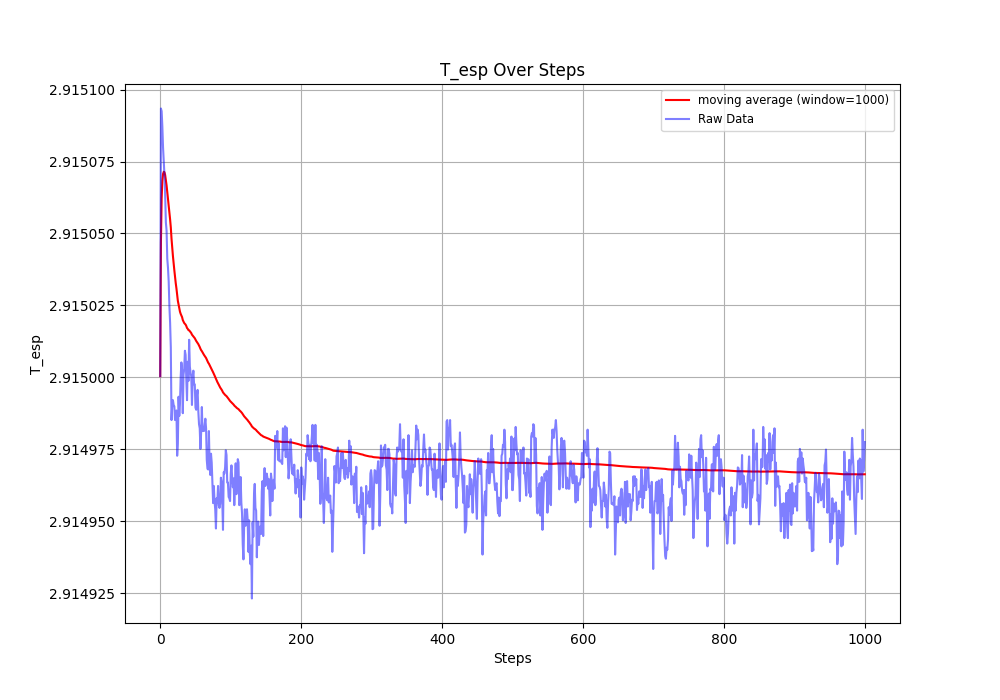 T_esp Over Steps
moving average (window=1000)
Raw Data
T_esp
2.915100
2.915075
2.915050
2.915025
2.915000
2.914975
2.914950
2.914925
0 200 400 600 800 1000
Steps